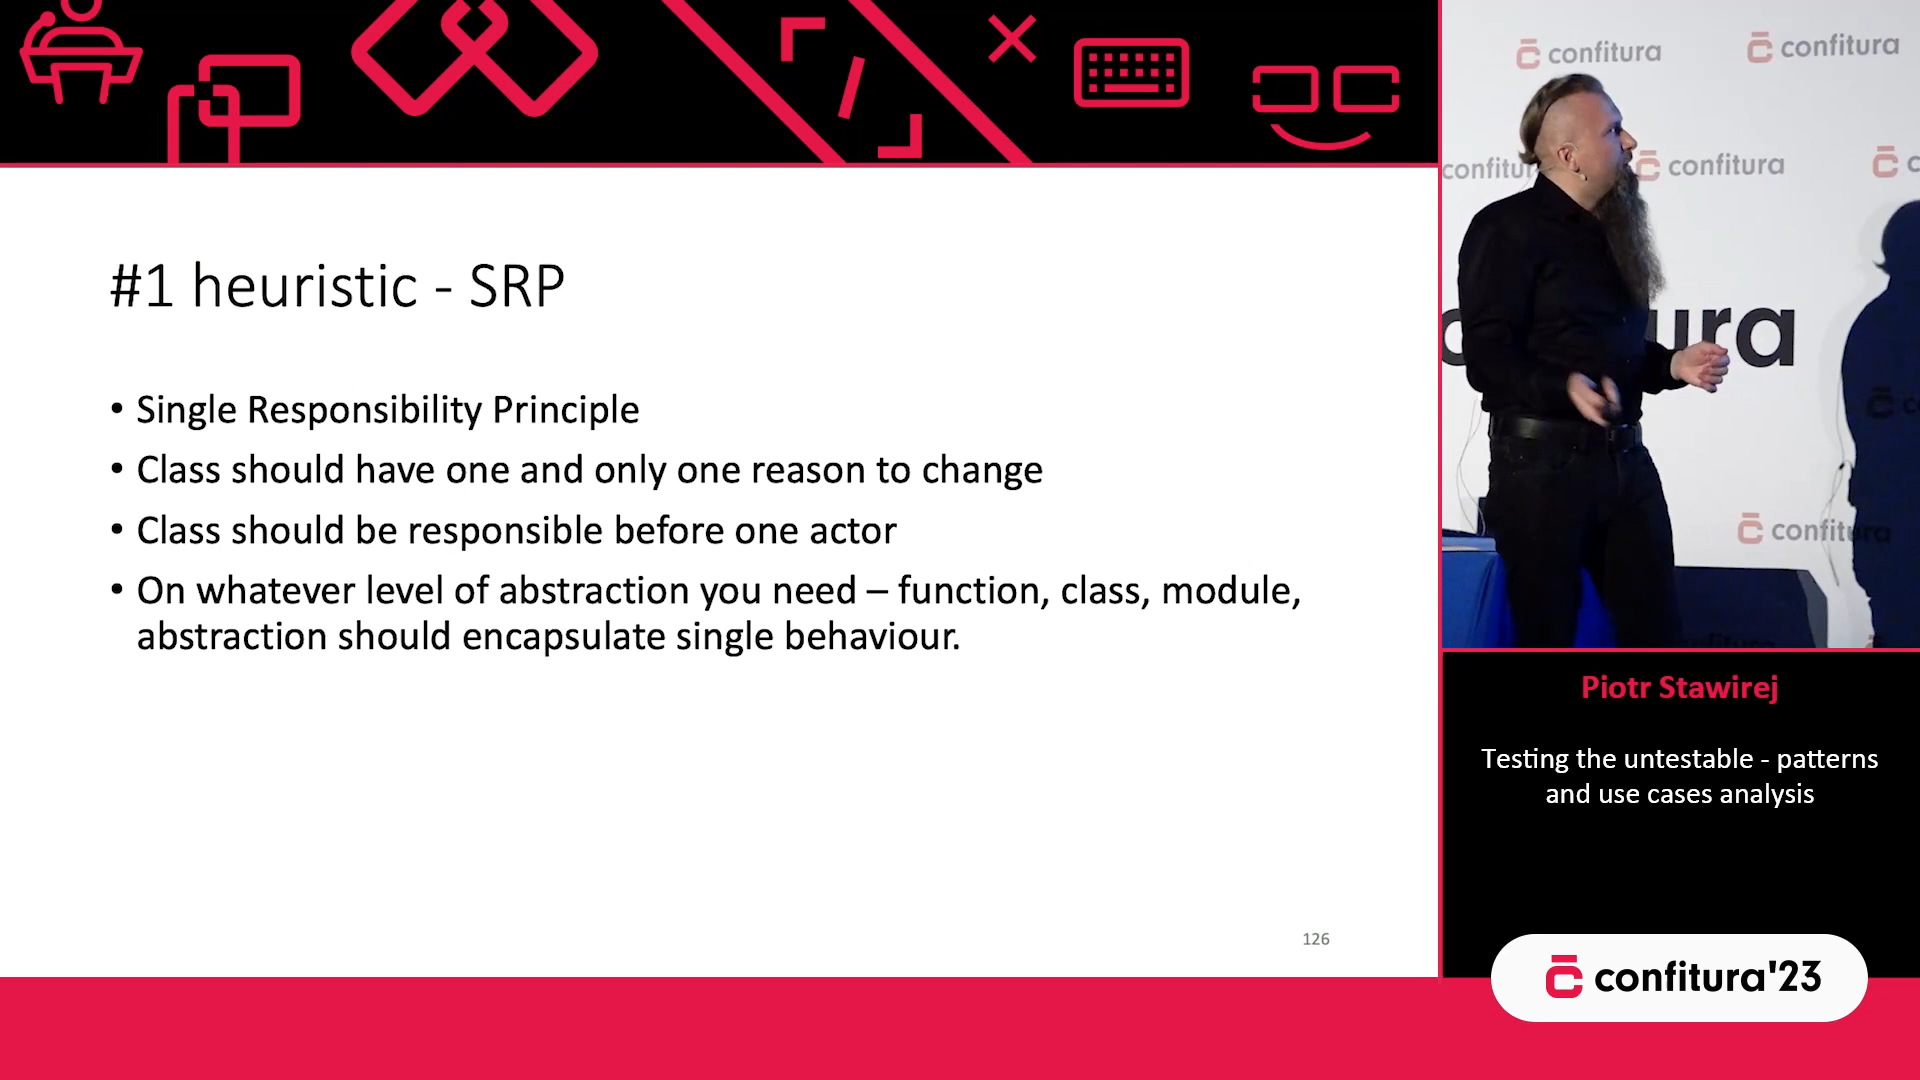 #1 heuristic - SRP
• Single Responsibility Principle
• Class should have one and only one reason to change
• Class should be responsible before one actor
• On whatever level of abstraction you need – function, class, module,
abstraction should encapsulate single behaviour.
126
confitura
confitura
confitura
ura
confitura
Piotr Stawirej
Testing the untestable - patterns
and use cases analysis
confitura'23